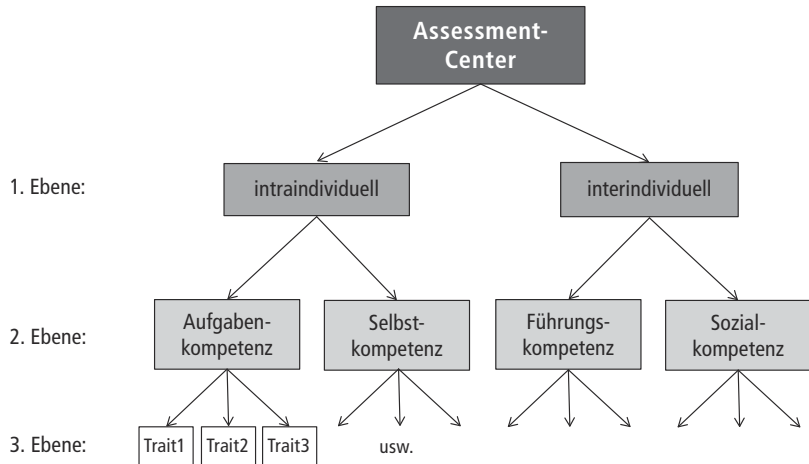 Assessment-
Center
1. Ebene:
intraindividuell
interindividuell
2. Ebene:
Aufgaben-
kompetenz
Selbst-
kompetenz
Führungs-
kompetenz
Sozial-
kompetenz
3. Ebene:
Trait1
Trait2
Trait3
usw.